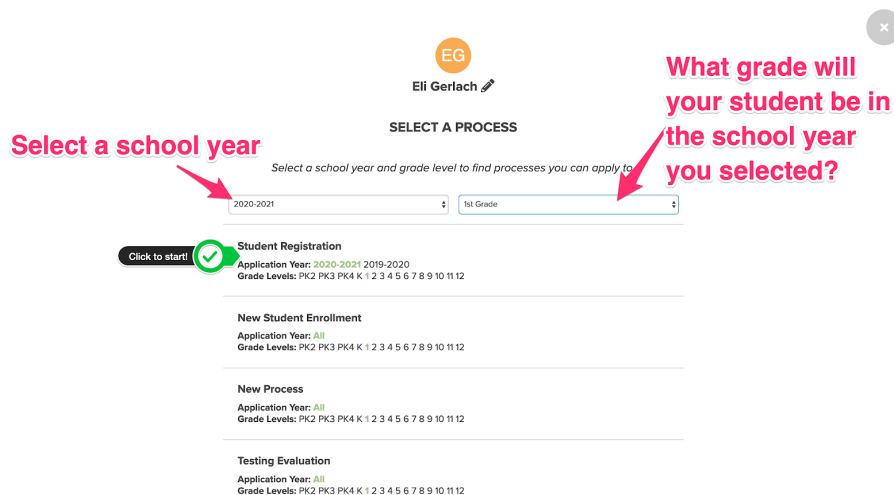 ×
EG
Eli Gerlach
What grade will
your student be in
the school year
you selected?
SELECT A PROCESS
Select a school year
Select a school year and grade level to find processes you can apply to
2020-2021
1st Grade
Click to start!
Student Registration
Application Year: 2020-2021 2019-2020
Grade Levels: PK2 PK3 PK4 K 1 2 3 4 5 6 7 8 9 10 11 12
New Student Enrollment
Application Year: All
Grade Levels: PK2 PK3 PK4 K 1 2 3 4 5 6 7 8 9 10 11 12
New Process
Application Year: All
Grade Levels: PK2 PK3 PK4 K 1 2 3 4 5 6 7 8 9 10 11 12
Testing Evaluation
Application Year: All
Grade Levels: PK2 PK3 PK4 K 1 2 3 4 5 6 7 8 9 10 11 12